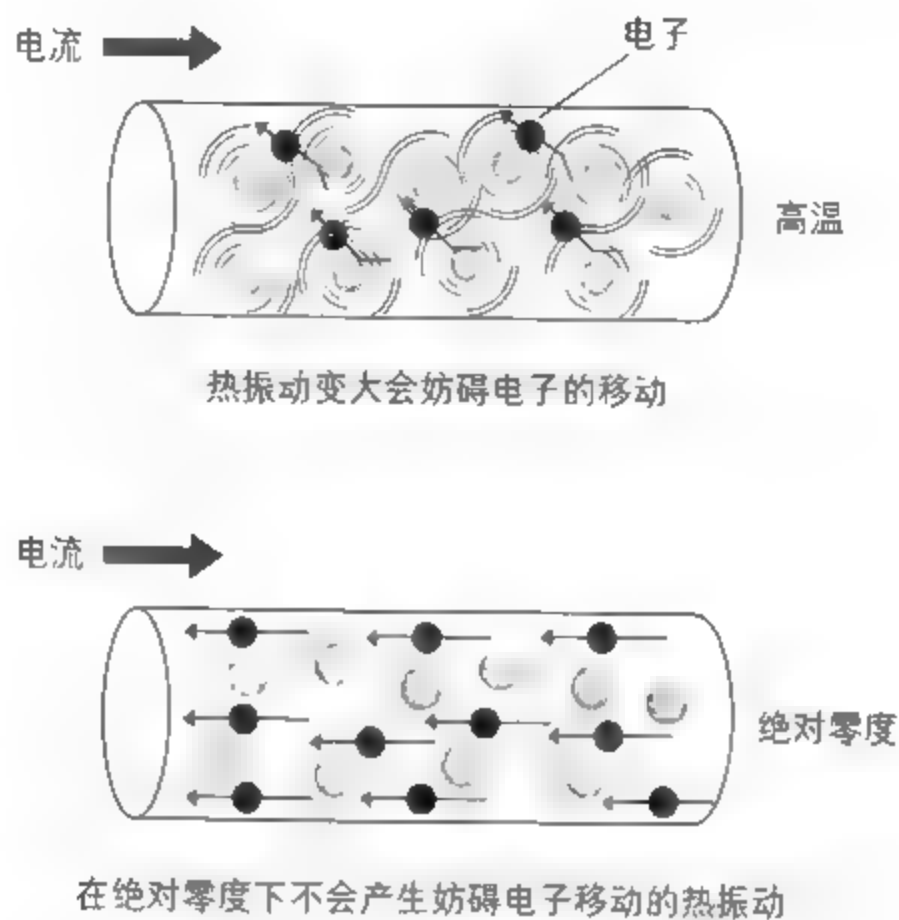 电流
电子
高温
热振动变大会妨碍电子的移动
电流
绝对零度
在绝对零度下不会产生妨碍电子移动的热振动